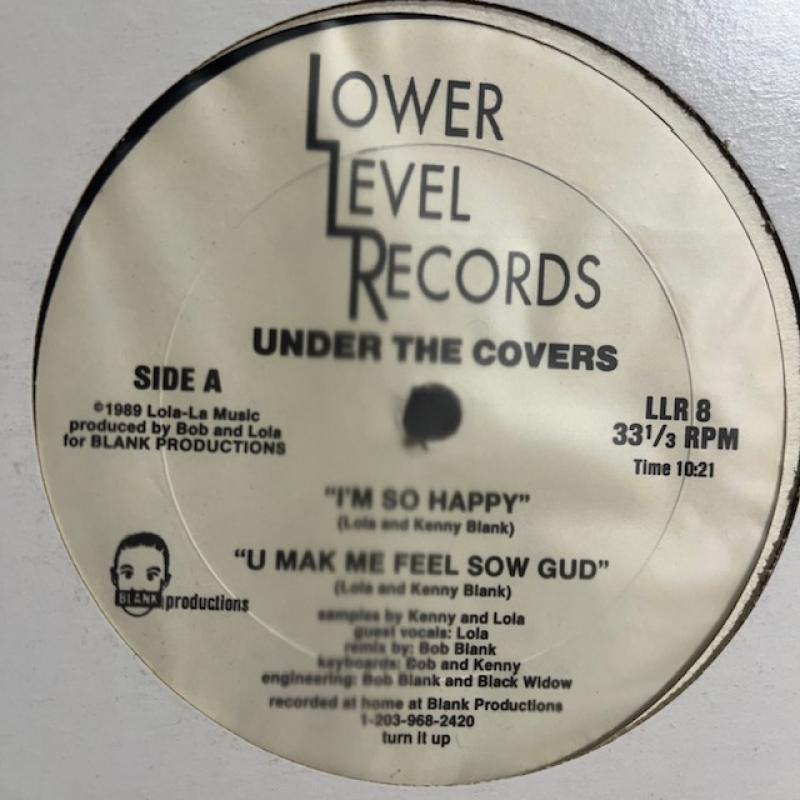 LOWER
LEVEL
RECORDS
UNDER THE COVERS
SIDE A
©1989 Lola-La Music
produced by Bob and Lola
for BLANK PRODUCTIONS
LLR 8
33 1/3 RPM
Time 10:21
"I'M SO HAPPY"
(Lola and Kenny Blank)
"U MAK ME FEEL SOW GUD"
(Lola and Kenny Blank)
BLANK productions
samples by Kenny and Lola
guest vocals: Lola
remix by: Bob Blank
keyboards: Bob and Kenny
engineering: Bob Blank and Black Widow
recorded at home at Blank Productions
1-203-968-2420
turn it up